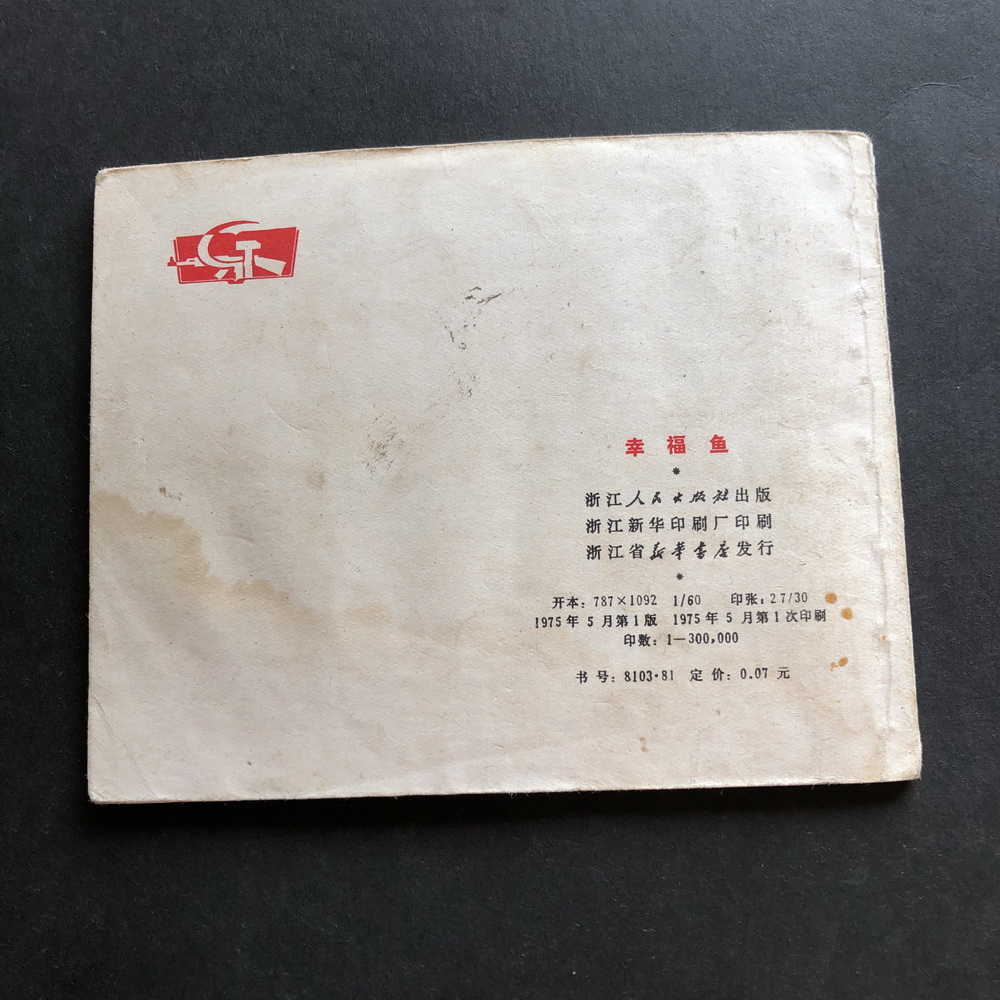 幸福鱼
*
浙江人民出版社出版
浙江新华印刷厂印刷
浙江省新华书店发行
*
开本：787×1092 1/60 印张：27/30
1975年5月第1版 1975年5月第1次印刷
印数：1—300,000
书号：8103·81 定价：0.07元